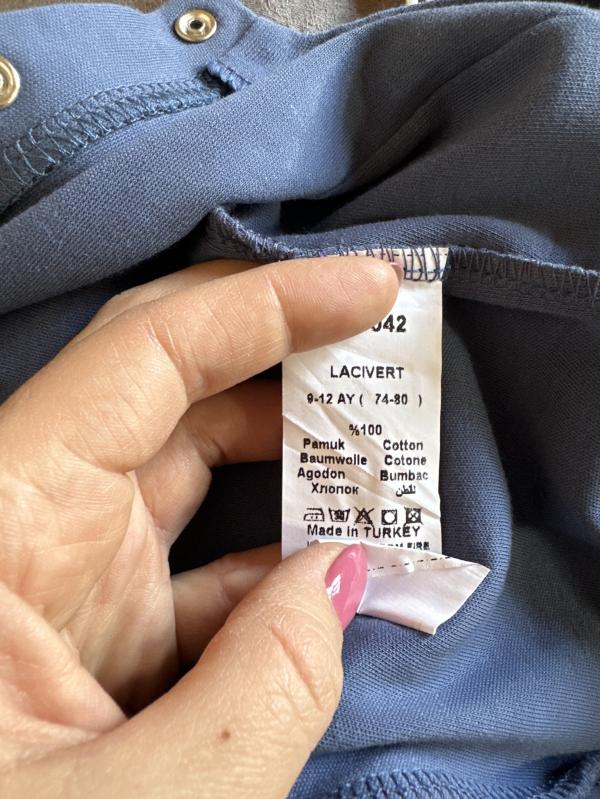 042
LACIVERT
9-12 AY ( 74-80 )
%100
Pamuk Cotton
Baumwolle Cotone
Agodon Bumbac
Хлопок قطن
Made in TURKEY
FIRE